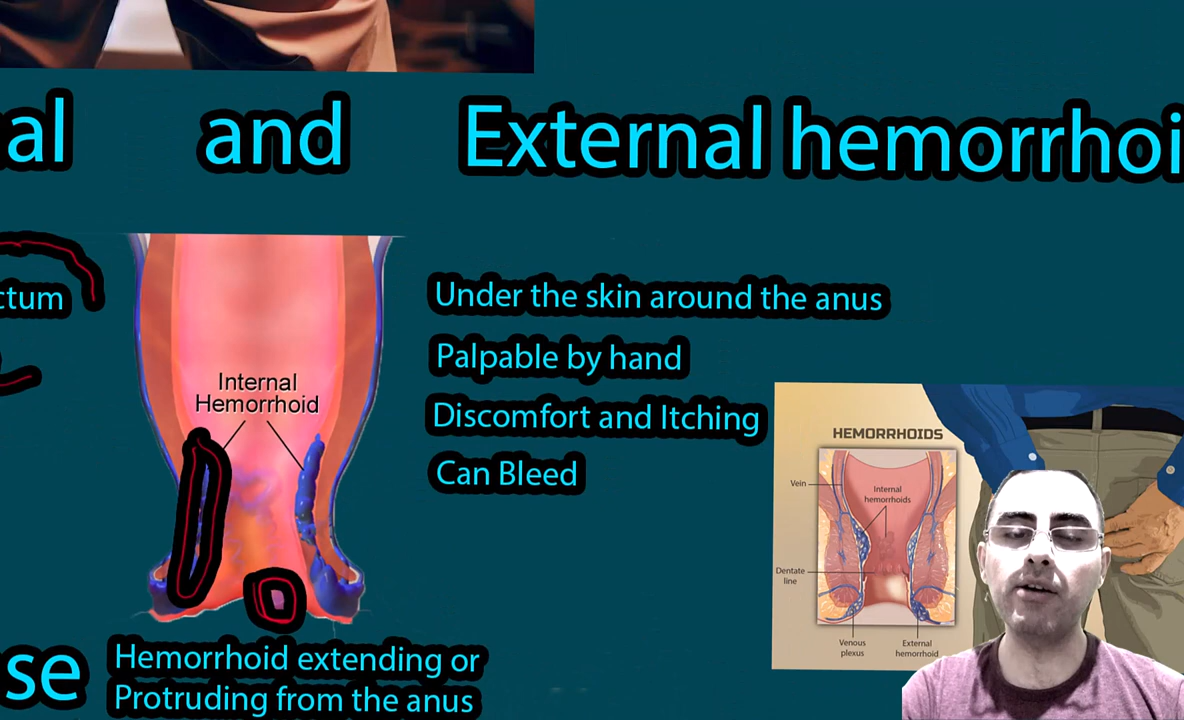 al and External hemorrhoi
ctum
Under the skin around the anus
Palpable by hand
Discomfort and Itching
Can Bleed
Internal
Hemorrhoid
HEMORRHOIDS
Vein
Internal
hemorrhoids
Dentate
line
Venous
plexus
External
hemorrhoid
se
Hemorrhoid extending or
Protruding from the anus